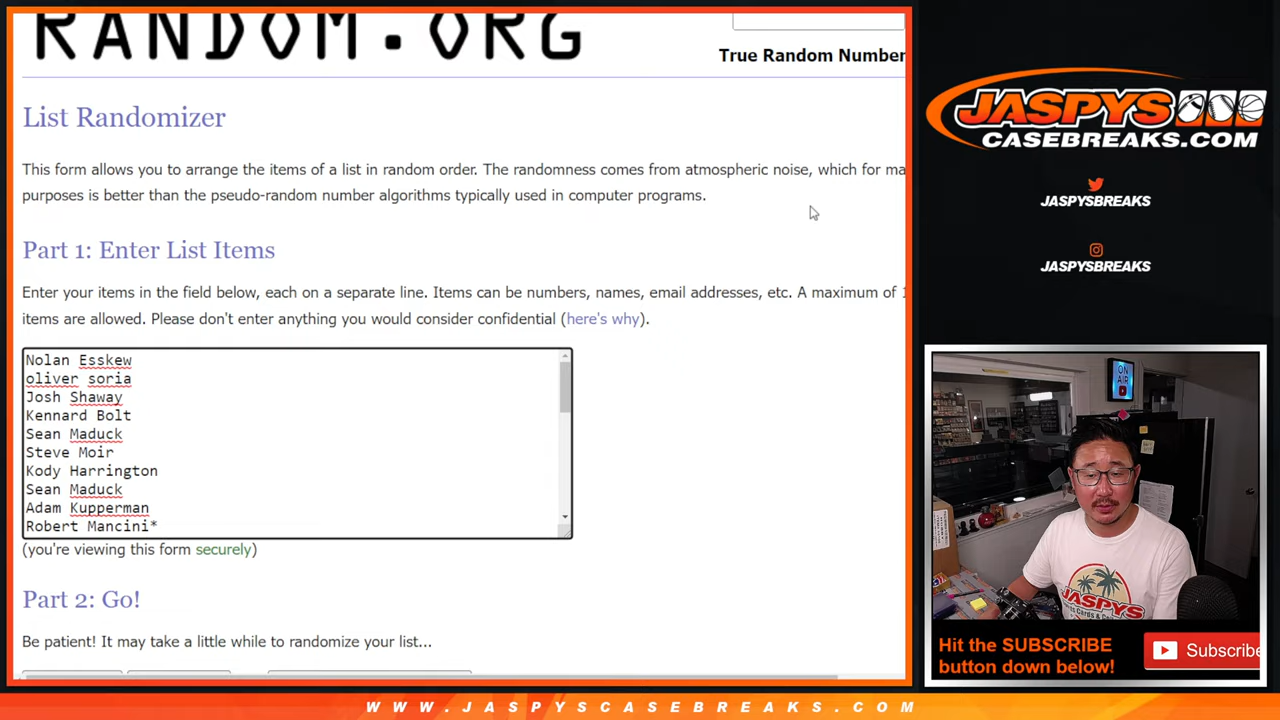 RANDOM.ORG
True Random Number
List Randomizer
This form allows you to arrange the items of a list in random order. The randomness comes from atmospheric noise, which for ma
purposes is better than the pseudo-random number algorithms typically used in computer programs.
Part 1: Enter List Items
Enter your items in the field below, each on a separate line. Items can be numbers, names, email addresses, etc. A maximum of 1
items are allowed. Please don't enter anything you would consider confidential (here's why).
Nolan Esskew
oliver soria
Josh Shaway
Kennard Bolt
Sean Maduck
Steve Moir
Kody Harrington
Sean Maduck
Adam Kupperman
Robert Mancini*
(you're viewing this form securely)
Part 2: Go!
Be patient! It may take a little while to randomize your list...
JASPYS
CASEBREAKS.COM
JASPYSBREAKS
JASPYSBREAKS
ON
AIR
JASPYS
Hit the SUBSCRIBE
button down below!
Subscribe
WWW.JASPYSCASEBREAKS.COM